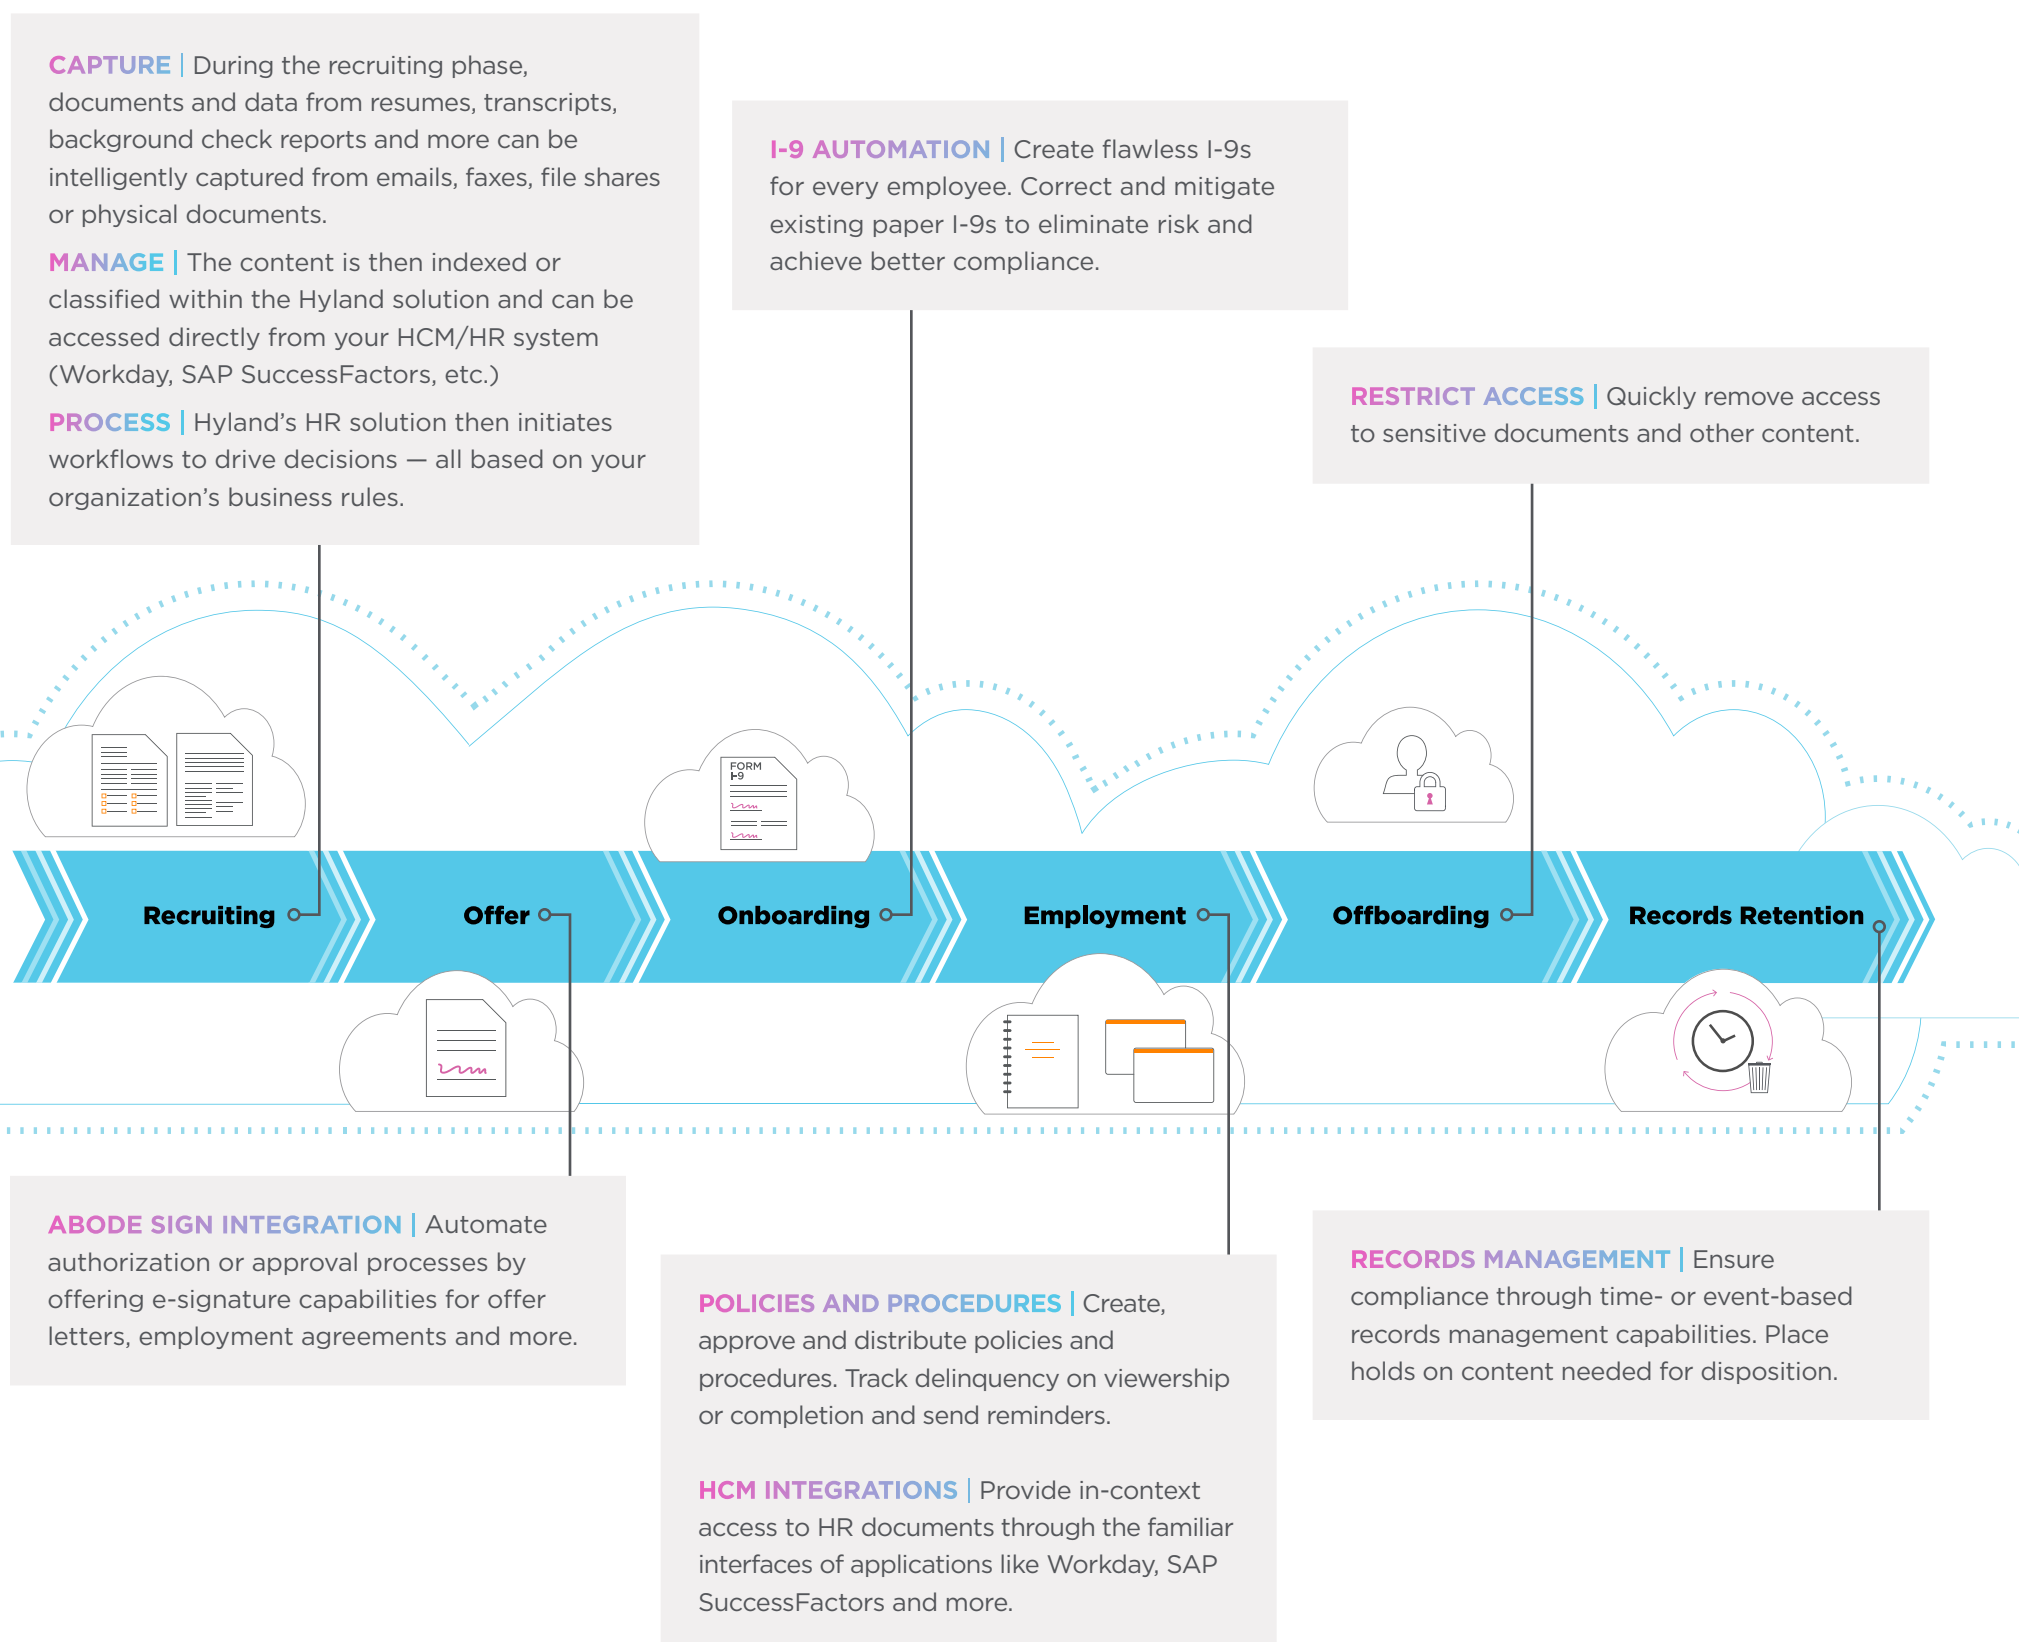 CAPTURE | During the recruiting phase,
documents and data from resumes, transcripts,
background check reports and more can be
intelligently captured from emails, faxes, file shares
or physical documents.
MANAGE | The content is then indexed or
classified within the Hyland solution and can be
accessed directly from your HCM/HR system
(Workday, SAP SuccessFactors, etc.)
PROCESS | Hyland’s HR solution then initiates
workflows to drive decisions — all based on your
organization’s business rules.
I-9 AUTOMATION | Create flawless I-9s
for every employee. Correct and mitigate
existing paper I-9s to eliminate risk and
achieve better compliance.
RESTRICT ACCESS | Quickly remove access
to sensitive documents and other content.
FORM
I-9
Recruiting
Offer
Onboarding
Employment
Offboarding
Records Retention
ABODE SIGN INTEGRATION | Automate
authorization or approval processes by
offering e-signature capabilities for offer
letters, employment agreements and more.
POLICIES AND PROCEDURES | Create,
approve and distribute policies and
procedures. Track delinquency on viewership
or completion and send reminders.
HCM INTEGRATIONS | Provide in-context
access to HR documents through the familiar
interfaces of applications like Workday, SAP
SuccessFactors and more.
RECORDS MANAGEMENT | Ensure
compliance through time- or event-based
records management capabilities. Place
holds on content needed for disposition.